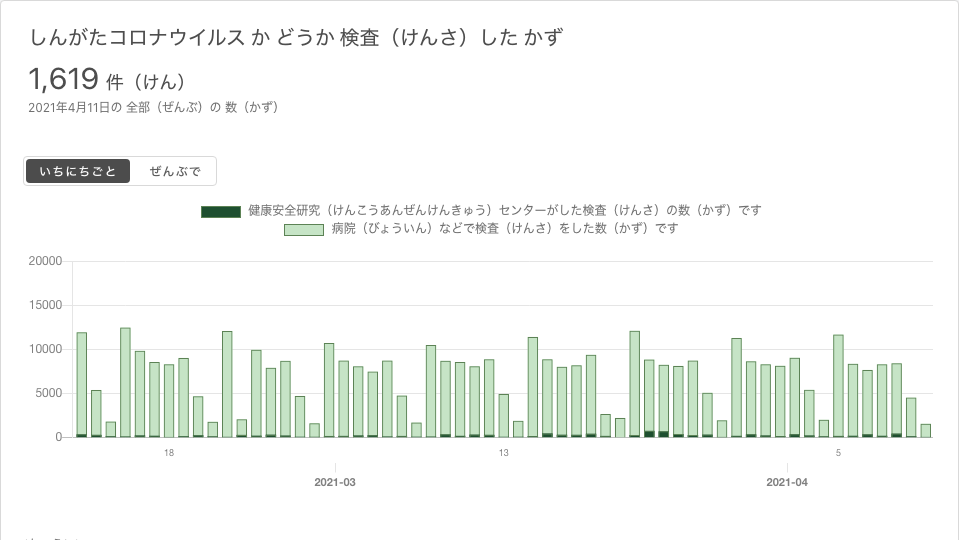 しんがたコロナウイルス か どうか 検査（けんさ）した かず
1,619 件（けん）
2021年4月11日の 全部（ぜんぶ）の 数（かず）
いちにちごと ぜんぶで
健康安全研究（けんこうあんぜんけんきゅう）センターがした検査（けんさ）の数（かず）です
病院（びょういん）などで検査（けんさ）をした数（かず）です
20000
15000
10000
5000
0
18 13 5
2021-03 2021-04